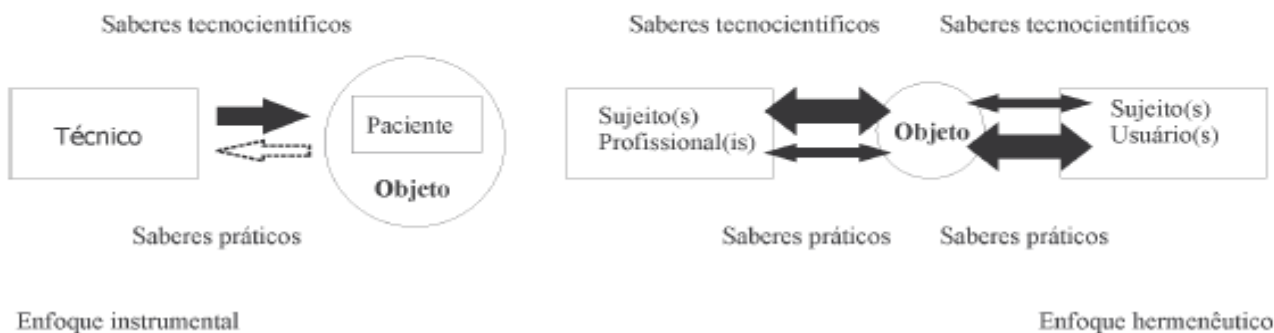 Saberes tecnocientíficos
Técnico
Paciente
Objeto
Saberes práticos
Enfoque instrumental
Saberes tecnocientíficos
Saberes tecnocientíficos
Sujeito(s)
Profissional(is)
Objeto
Sujeito(s)
Usuário(s)
Saberes práticos
Saberes práticos
Enfoque hermenêutico